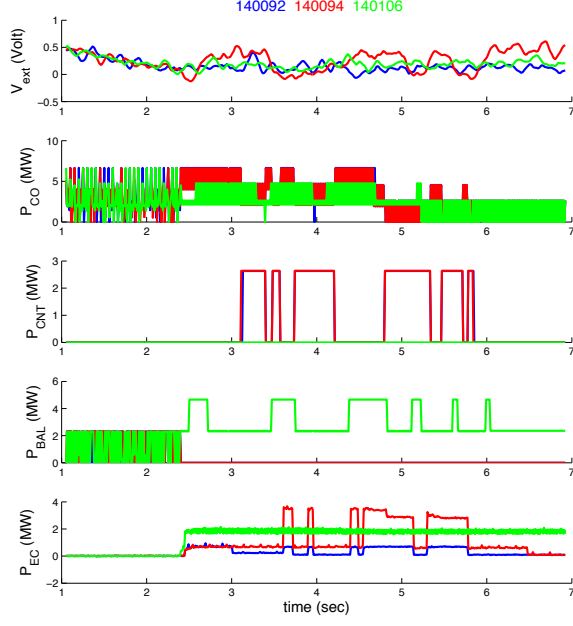 140092 140094 140106
V_ext (Volt)
1
0.5
0
−0.5
1 2 3 4 5 6 7
P_CO (MW)
10
5
0
1 2 3 4 5 6 7
P_CNT (MW)
3
2
1
0
1 2 3 4 5 6 7
P_BAL (MW)
6
4
2
0
1 2 3 4 5 6 7
P_EC (MW)
4
2
0
−2
1 2 3 4 5 6 7
time (sec)